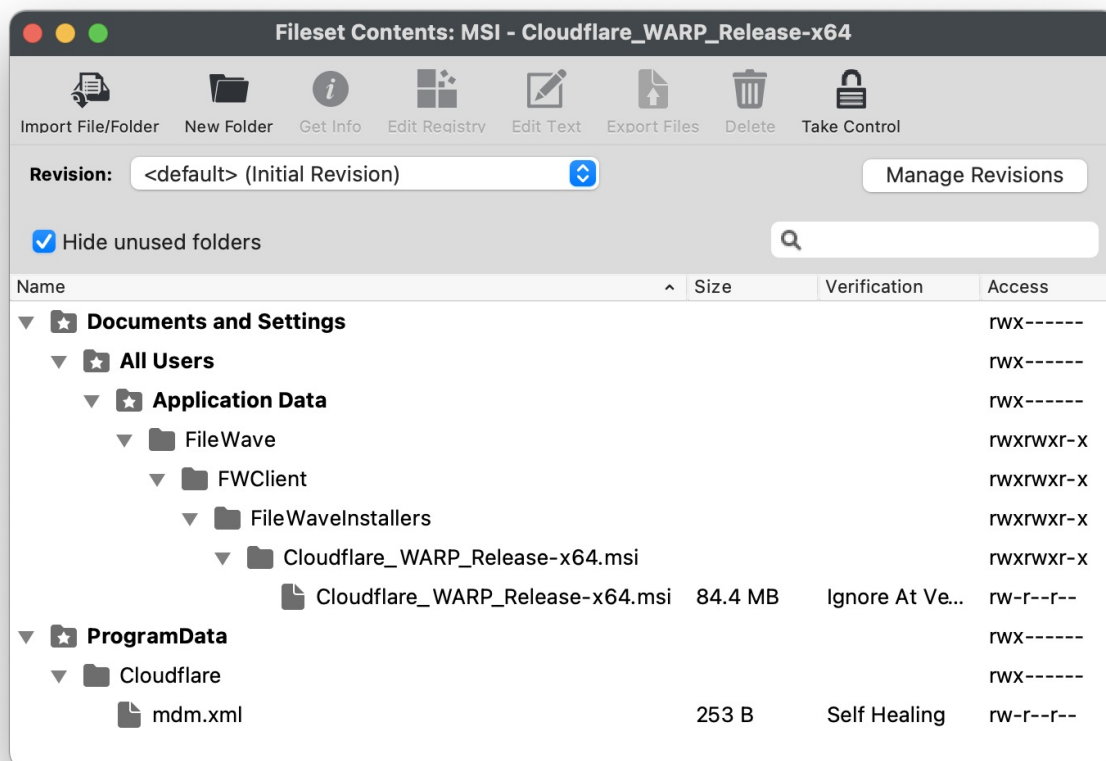 Fileset Contents: MSI - Cloudflare_WARP_Release-x64
Import File/Folder New Folder Get Info Edit Registry Edit Text Export Files Delete Take Control
Revision: <default> (Initial Revision) Manage Revisions
Hide unused folders
Name Size Verification Access
Documents and Settings rwx------
All Users rwx------
Application Data rwx------
FileWave rwxrwxr-x
FWClient rwxrwxr-x
FileWaveInstallers rwxrwxr-x
Cloudflare_WARP_Release-x64.msi rwxrwxr-x
Cloudflare_WARP_Release-x64.msi 84.4 MB Ignore At Ve... rw-r--r--
ProgramData rwx------
Cloudflare rwx------
mdm.xml 253 B Self Healing rw-r--r--